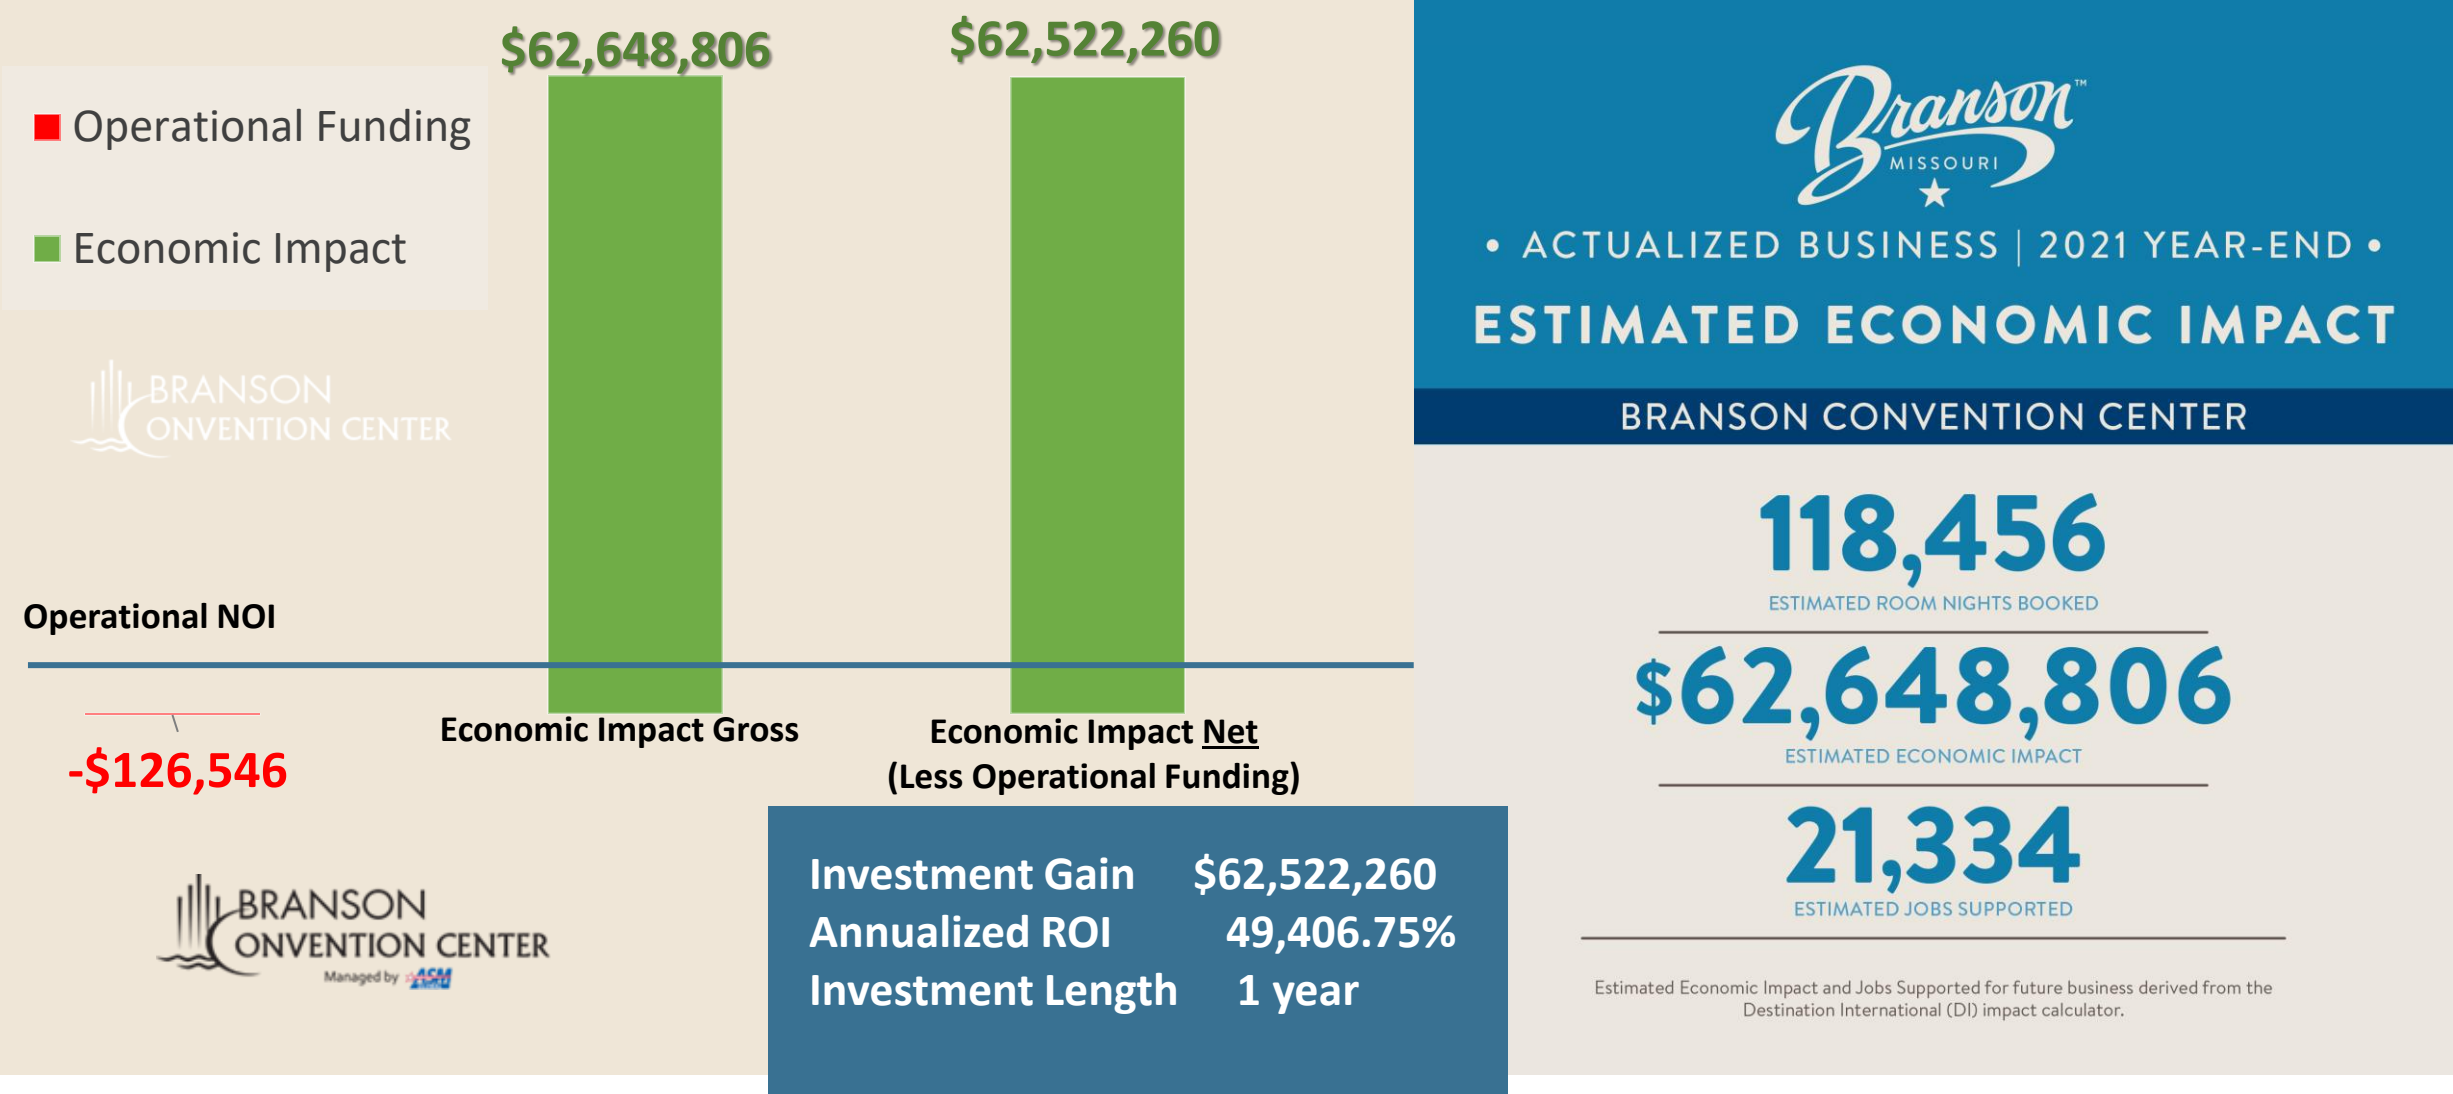 $62,648,806
$62,522,260
Operational Funding
Economic Impact
BRANSON
ONVENTION CENTER
Operational NOI
-$126,546
Economic Impact Gross
Economic Impact Net
(Less Operational Funding)
BRANSON
ONVENTION CENTER
Managed by ASM
Investment Gain $62,522,260
Annualized ROI 49,406.75%
Investment Length 1 year
Branson™
MISSOURI
• ACTUALIZED BUSINESS | 2021 YEAR-END •
ESTIMATED ECONOMIC IMPACT
BRANSON CONVENTION CENTER
118,456
ESTIMATED ROOM NIGHTS BOOKED
$62,648,806
ESTIMATED ECONOMIC IMPACT
21,334
ESTIMATED JOBS SUPPORTED
Estimated Economic Impact and Jobs Supported for future business derived from the
Destination International (DI) impact calculator.